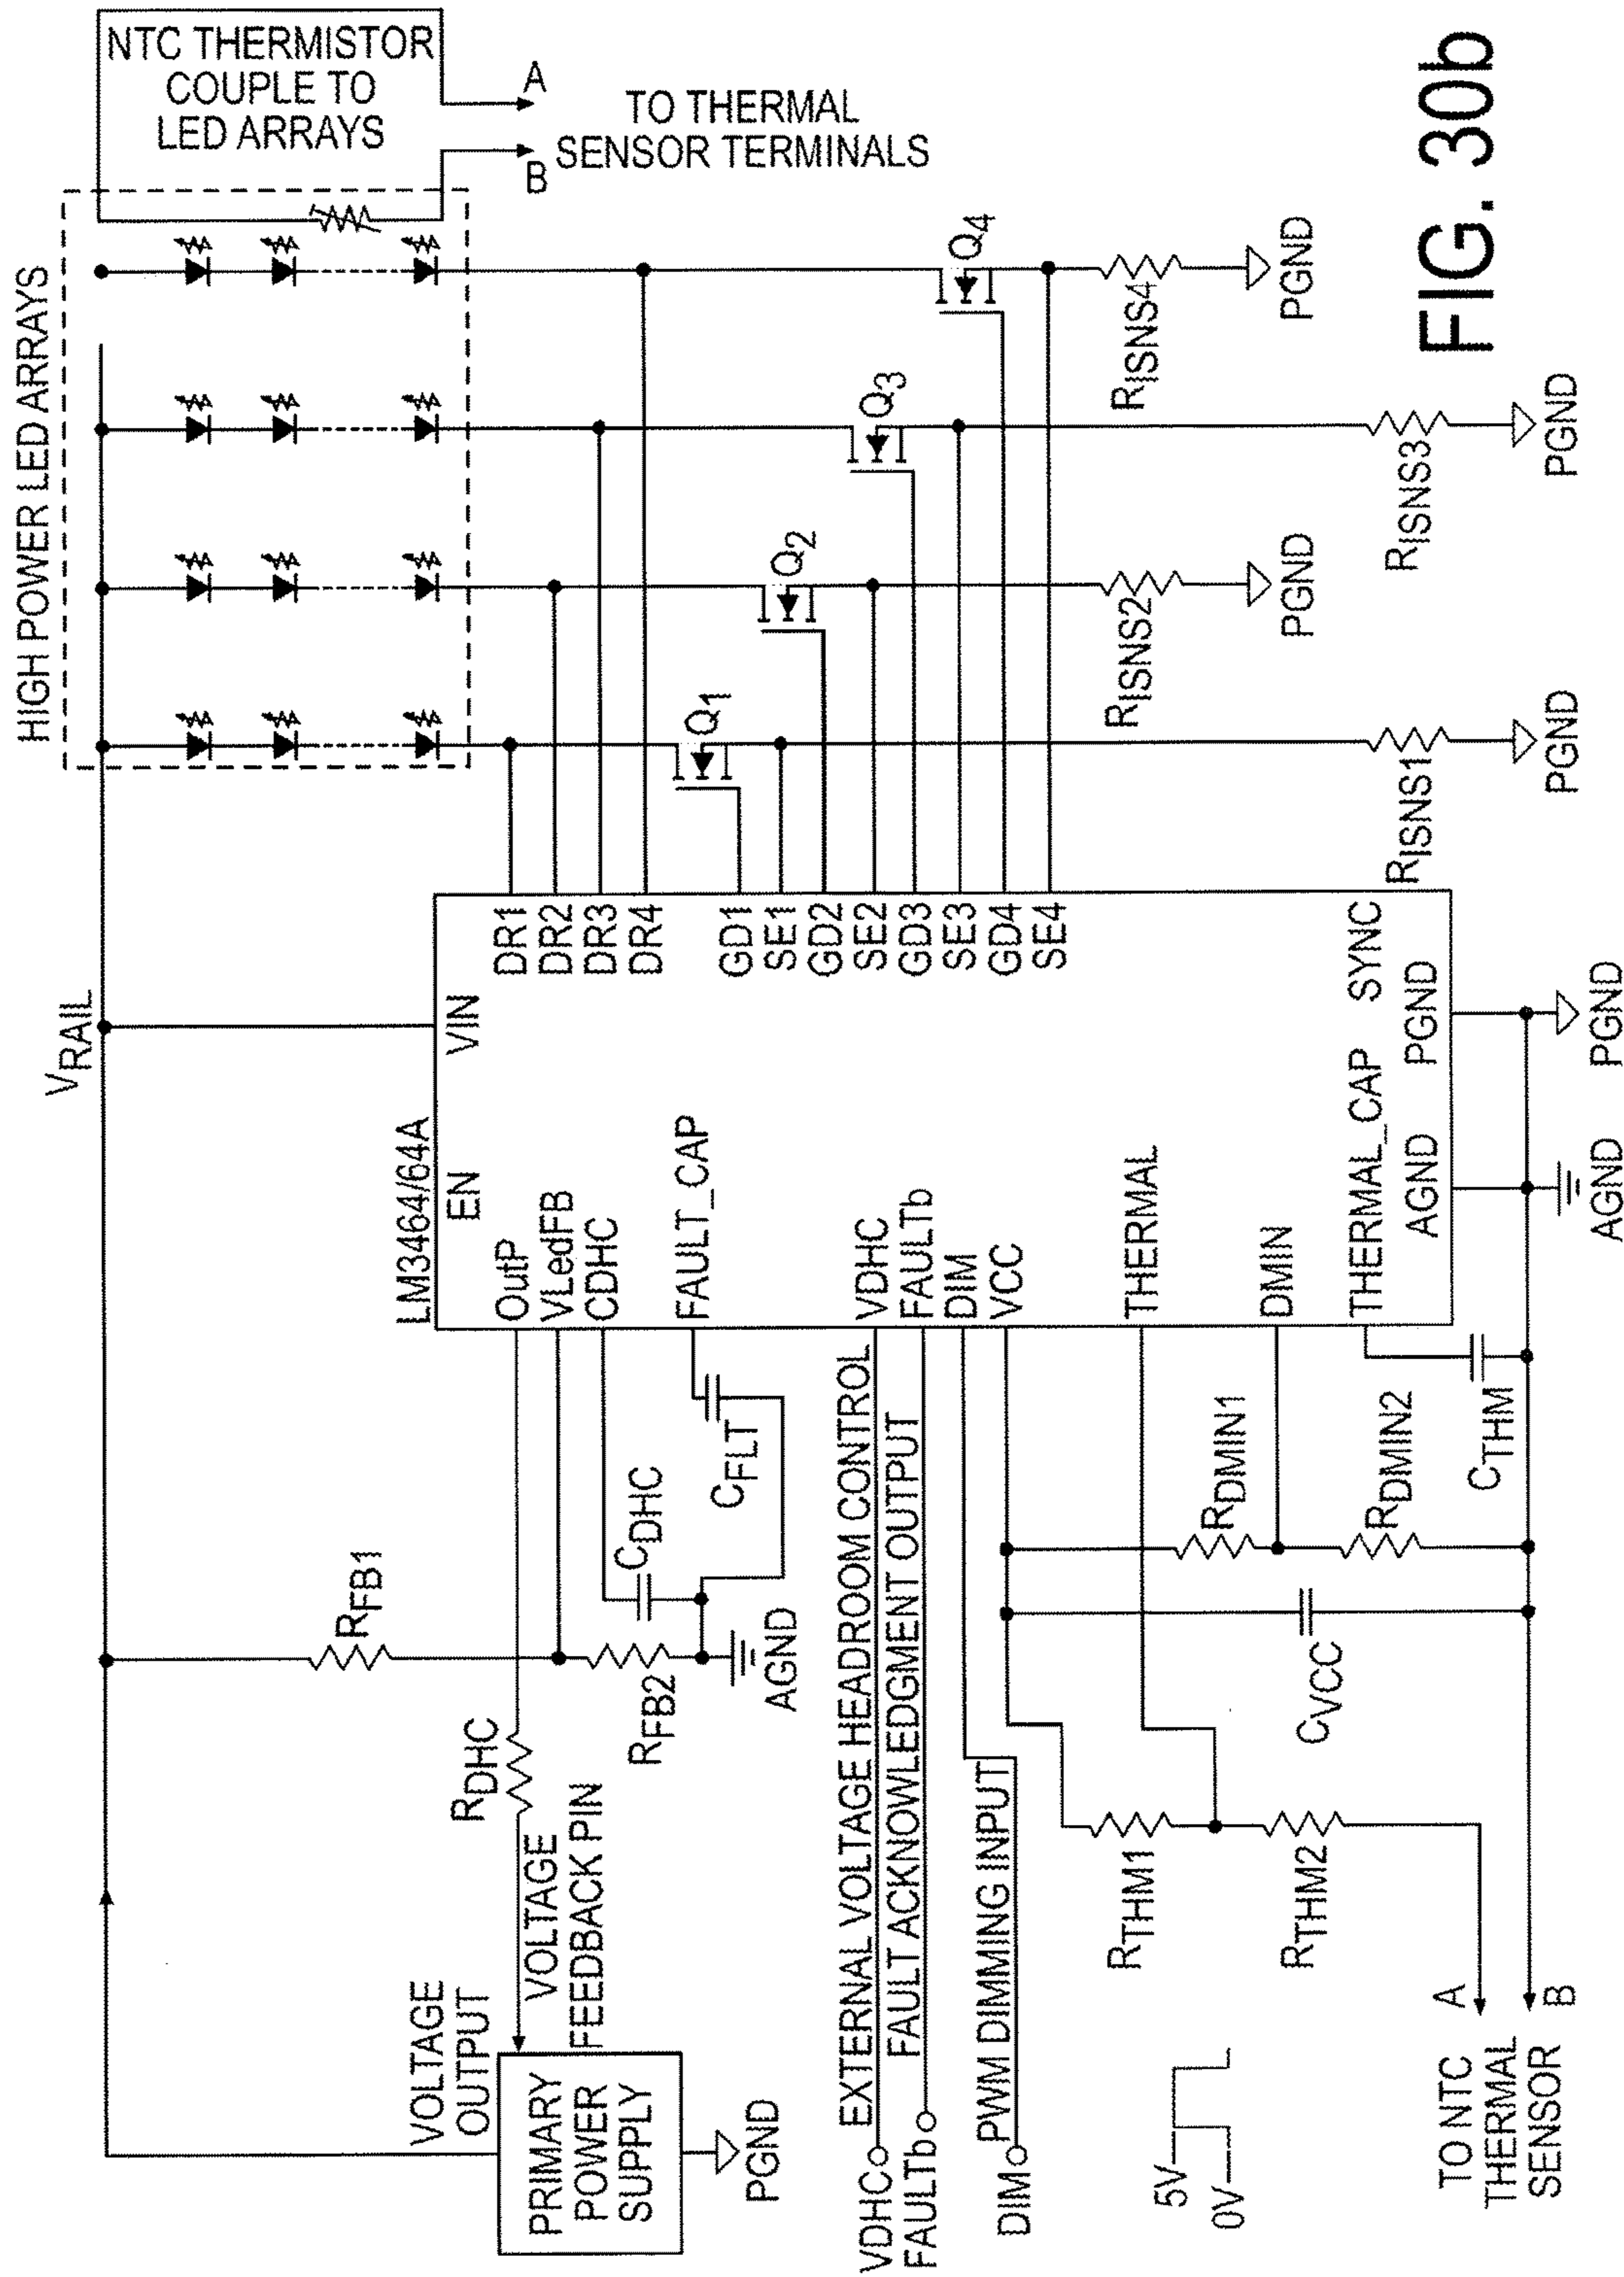 HIGH POWER LED ARRAYS
NTC THERMISTOR
COUPLE TO
LED ARRAYS
A
B
TO THERMAL
SENSOR TERMINALS
VRAIL
VOLTAGE
OUTPUT
PRIMARY
POWER
SUPPLY
PGND
VOLTAGE
FEEDBACK PIN
RDHC
RFB1
RFB2
AGND
CDHC
CFLT
LM3464/64A
EN
VIN
OutP
VLedFB
CDHC
FAULT_CAP
VDHC
FAULTb
DIM
VCC
THERMAL
DMIN
THERMAL_CAP
SYNC
AGND
PGND
DR1
DR2
DR3
DR4
GD1
SE1
GD2
SE2
GD3
SE3
GD4
SE4
Q1
Q2
Q3
Q4
RISNS1
RISNS2
RISNS3
RISNS4
PGND
PGND
PGND
PGND
VDHC
EXTERNAL VOLTAGE HEADROOM CONTROL
FAULTb
FAULT ACKNOWLEDGMENT OUTPUT
DIM
PWM DIMMING INPUT
5V
0V
RTHM1
RTHM2
CVCC
RDMIN1
RDMIN2
CTHM
AGND
PGND
TO NTC
THERMAL
SENSOR
A
B
FIG. 30b